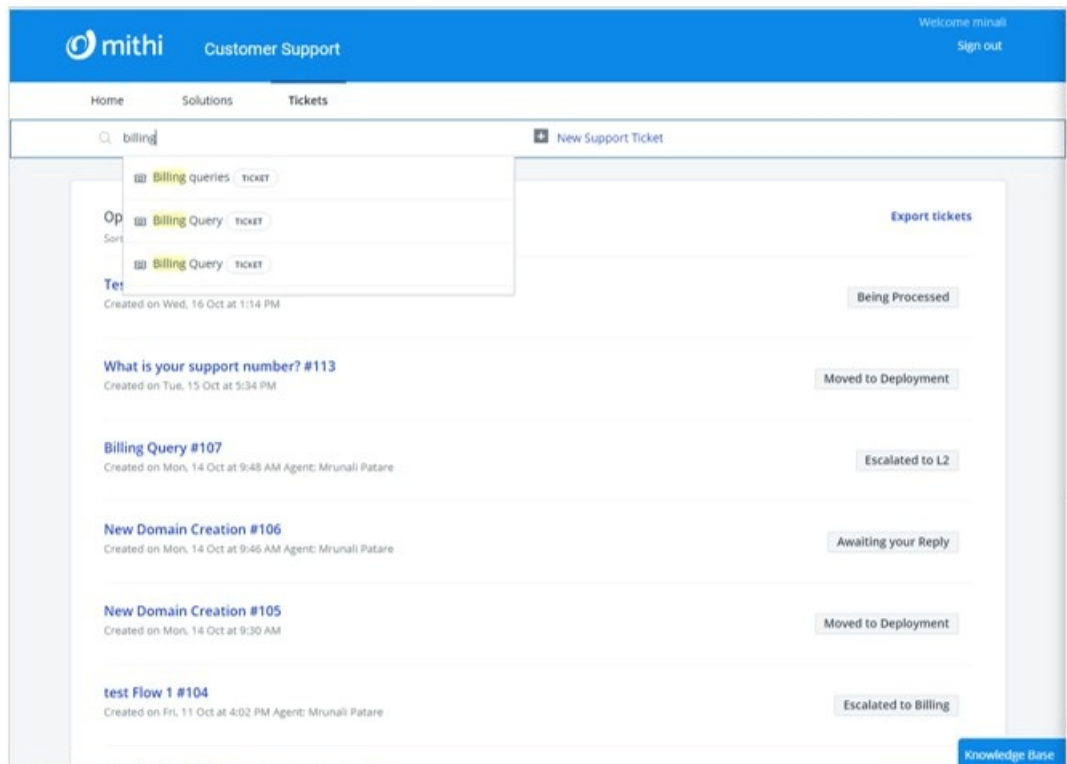 Welcome minali
mithi Customer Support
Sign out
Home Solutions Tickets
billing
New Support Ticket
Billing queries TICKET
Billing Query TICKET
Billing Query TICKET
Op
Export tickets
Sort
Tes
Created on Wed, 16 Oct at 1:14 PM
Being Processed
What is your support number? #113
Created on Tue, 15 Oct at 5:34 PM
Moved to Deployment
Billing Query #107
Created on Mon, 14 Oct at 9:48 AM Agent: Mrunali Patare
Escalated to L2
New Domain Creation #106
Created on Mon, 14 Oct at 9:46 AM Agent: Mrunali Patare
Awaiting your Reply
New Domain Creation #105
Created on Mon, 14 Oct at 9:30 AM
Moved to Deployment
test Flow 1 #104
Created on Fri, 11 Oct at 4:02 PM Agent: Mrunali Patare
Escalated to Billing
Knowledge Base